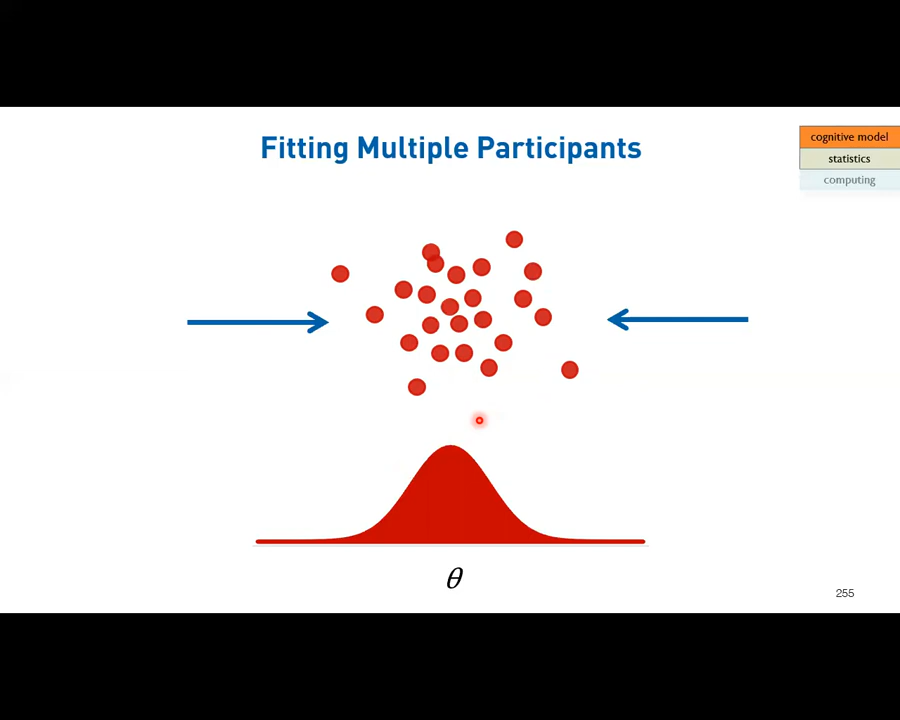 Fitting Multiple Participants
cognitive model
statistics
computing
θ
255